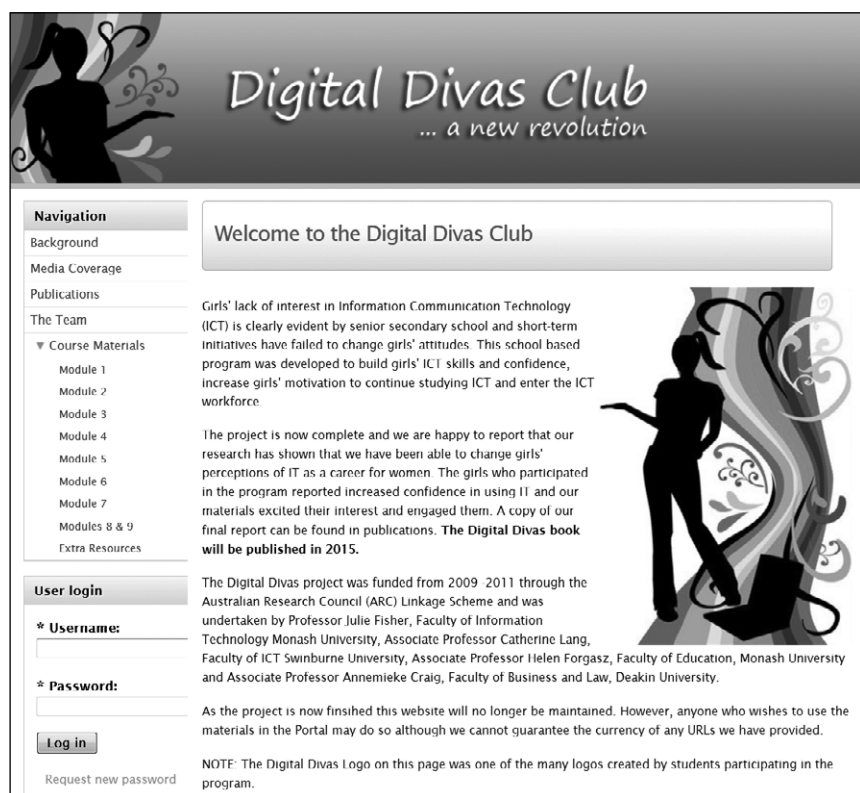 Digital Divas Club
... a new revolution
Navigation
Background
Media Coverage
Publications
The Team
▼ Course Materials
Module 1
Module 2
Module 3
Module 4
Module 5
Module 6
Module 7
Modules 8 & 9
Extra Resources
User login
* Username:
* Password:
Log in
Request new password
Welcome to the Digital Divas Club
Girls' lack of interest in Information Communication Technology
(ICT) is clearly evident by senior secondary school and short-term
initiatives have failed to change girls' attitudes. This school based
program was developed to build girls' ICT skills and confidence,
increase girls' motivation to continue studying ICT and enter the ICT
workforce.
The project is now complete and we are happy to report that our
research has shown that we have been able to change girls'
perceptions of IT as a career for women. The girls who participated
in the program reported increased confidence in using IT and our
materials excited their interest and engaged them. A copy of our
final report can be found in publications. The Digital Divas book
will be published in 2015.
The Digital Divas project was funded from 2009-2011 through the
Australian Research Council (ARC) Linkage Scheme and was
undertaken by Professor Julie Fisher, Faculty of Information
Technology Monash University, Associate Professor Catherine Lang,
Faculty of ICT Swinburne University, Associate Professor Helen Forgasz, Faculty of Education, Monash University
and Associate Professor Annemieke Craig, Faculty of Business and Law, Deakin University.
As the project is now finsihed this website will no longer be maintained. However, anyone who wishes to use the
materials in the Portal may do so although we cannot guarantee the currency of any URLs we have provided.
NOTE: The Digital Divas Logo on this page was one of the many logos created by students participating in the
program.